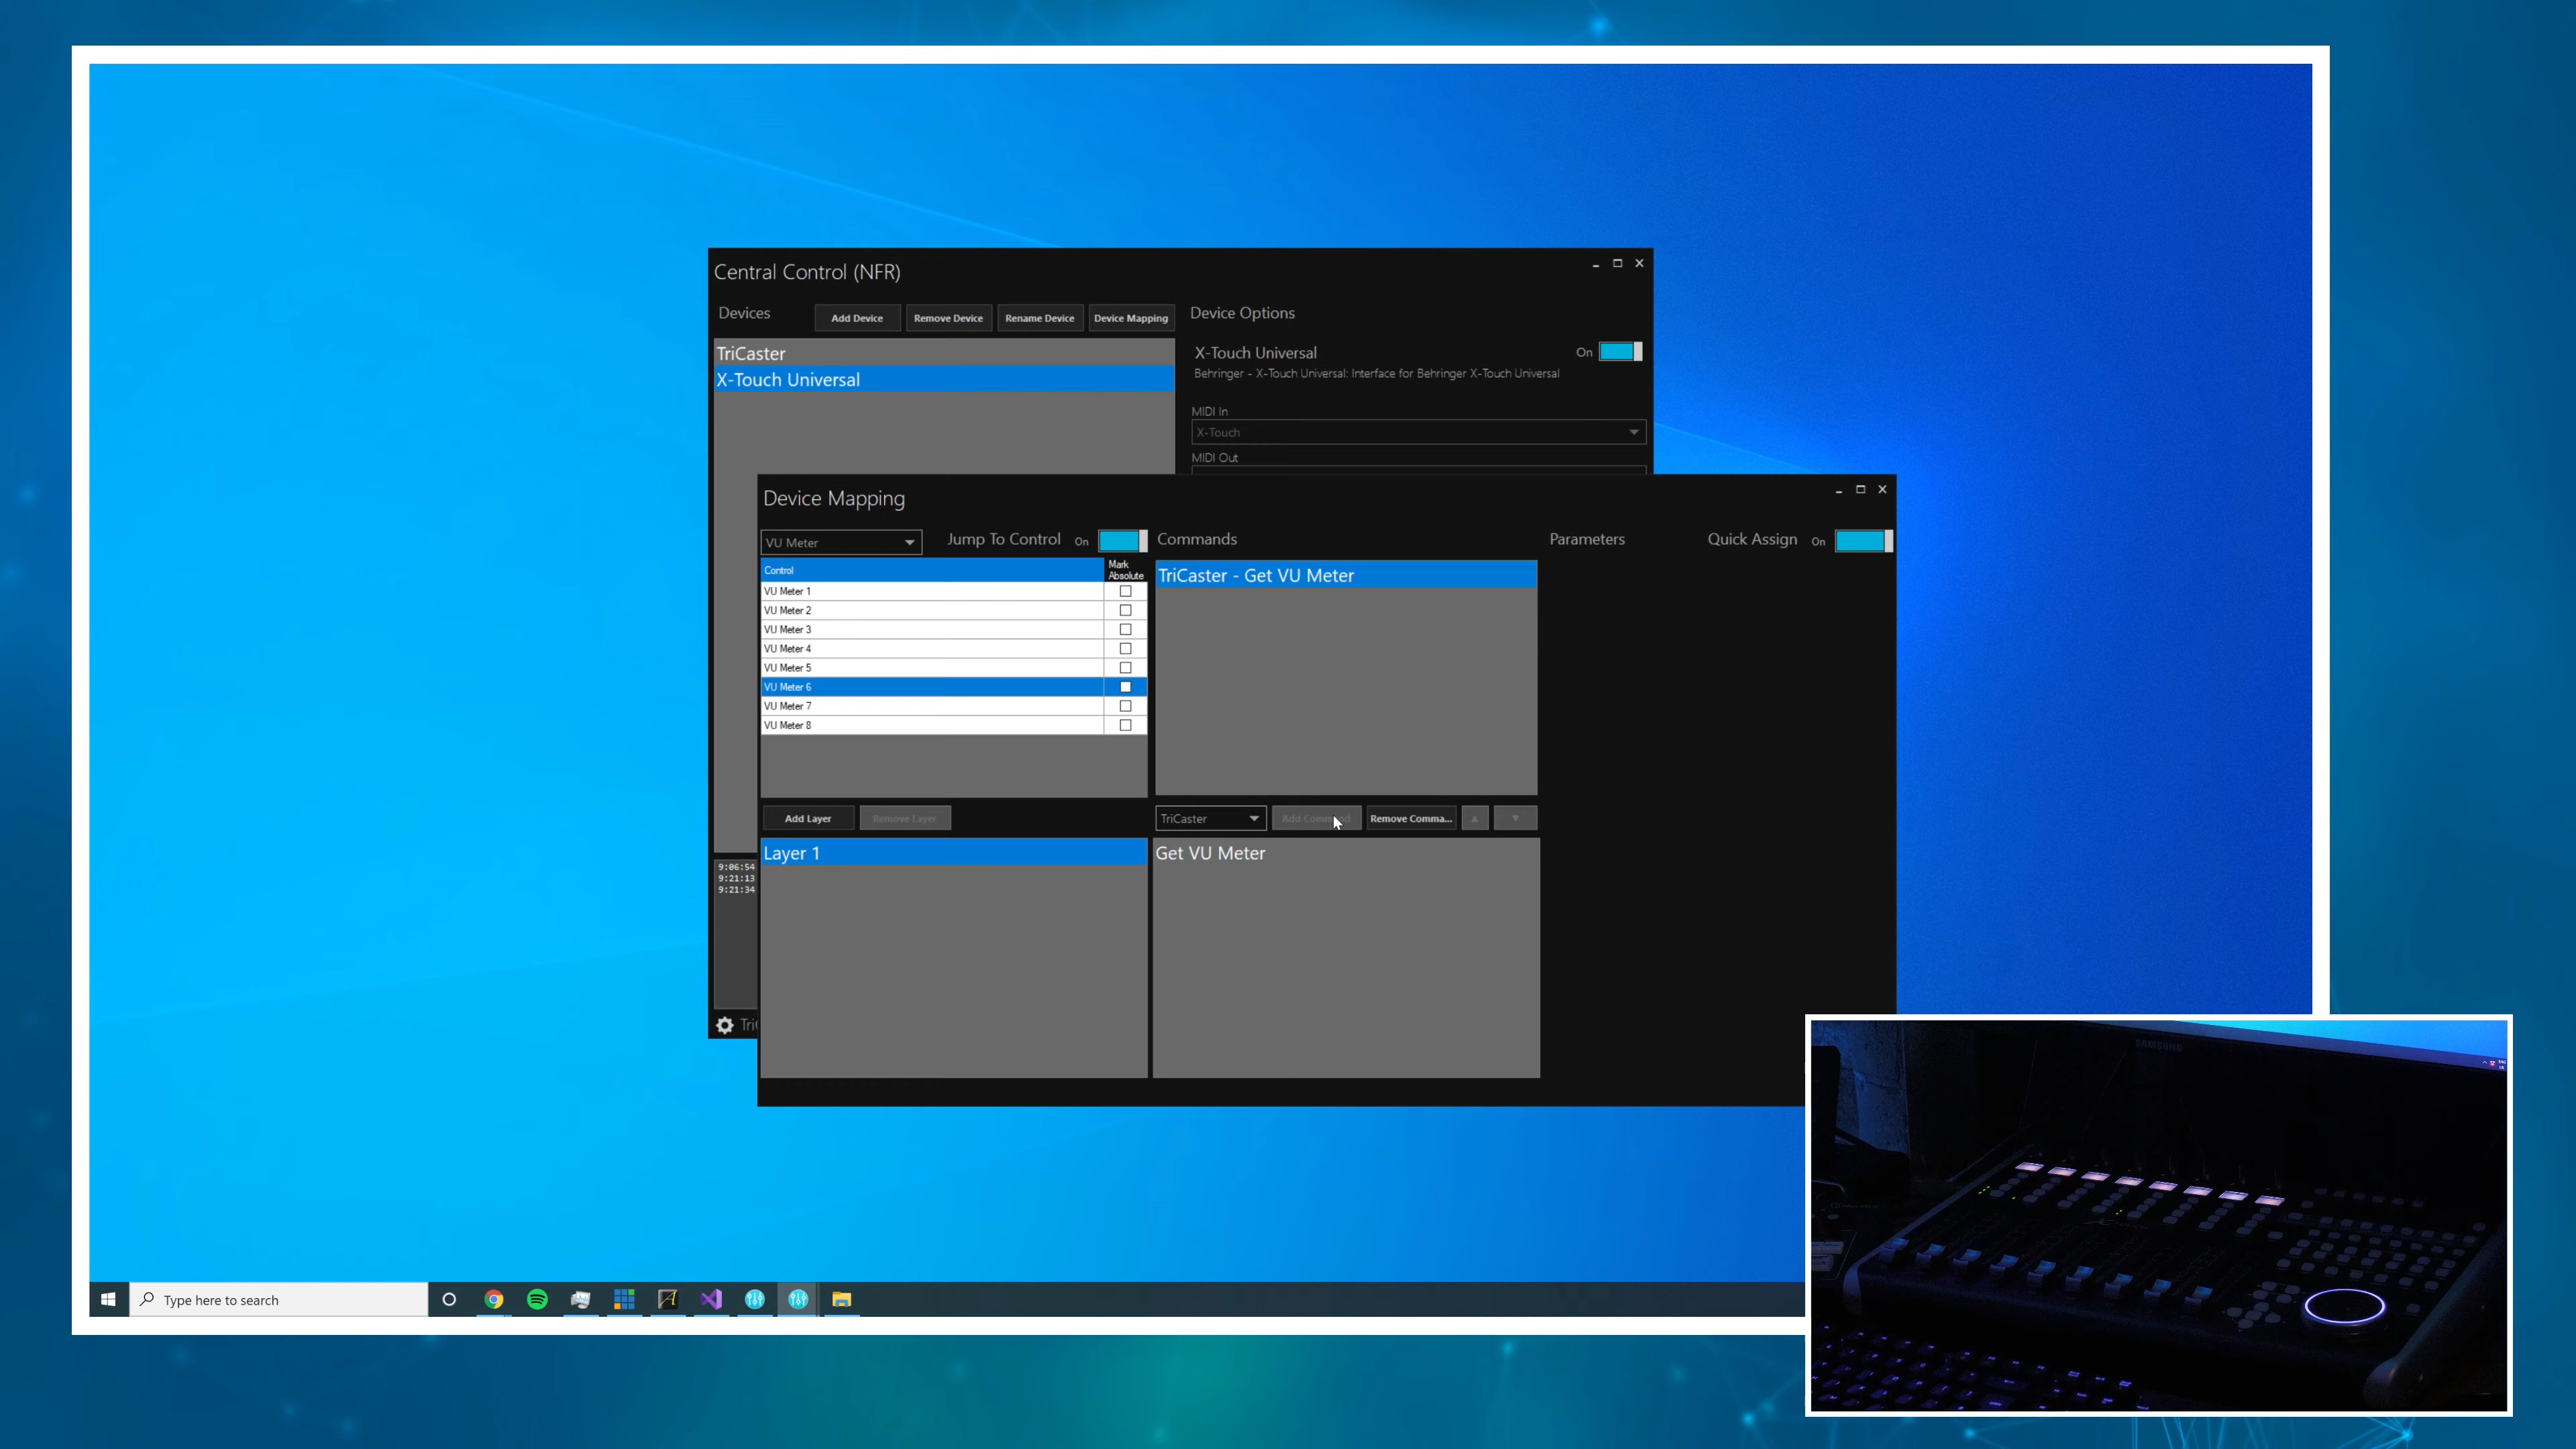 Central Control (NFR)
Devices
Add Device
Remove Device
Rename Device
Device Mapping
Device Options
TriCaster
X-Touch Universal
X-Touch Universal
On
Behringer - X-Touch Universal: Interface for Behringer X-Touch Universal
MIDI In
X-Touch
MIDI Out
Device Mapping
VU Meter
Jump To Control
On
Commands
Parameters
Quick Assign
On
Control
Mark
Absolute
TriCaster - Get VU Meter
VU Meter 1
VU Meter 2
VU Meter 3
VU Meter 4
VU Meter 5
VU Meter 6
VU Meter 7
VU Meter 8
Add Layer
Remove Layer
TriCaster
Remove Comma...
Layer 1
Get VU Meter
9:06:54
9:21:13
9:21:34
Type here to search
SAMSUNG